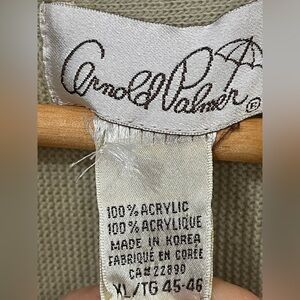 Arnold Palmer ®
100% ACRYLIC
100% ACRYLIQUE
MADE IN KOREA
FABRIQUÉ EN CORÉE
CA# 22890
XL/TG 45-46